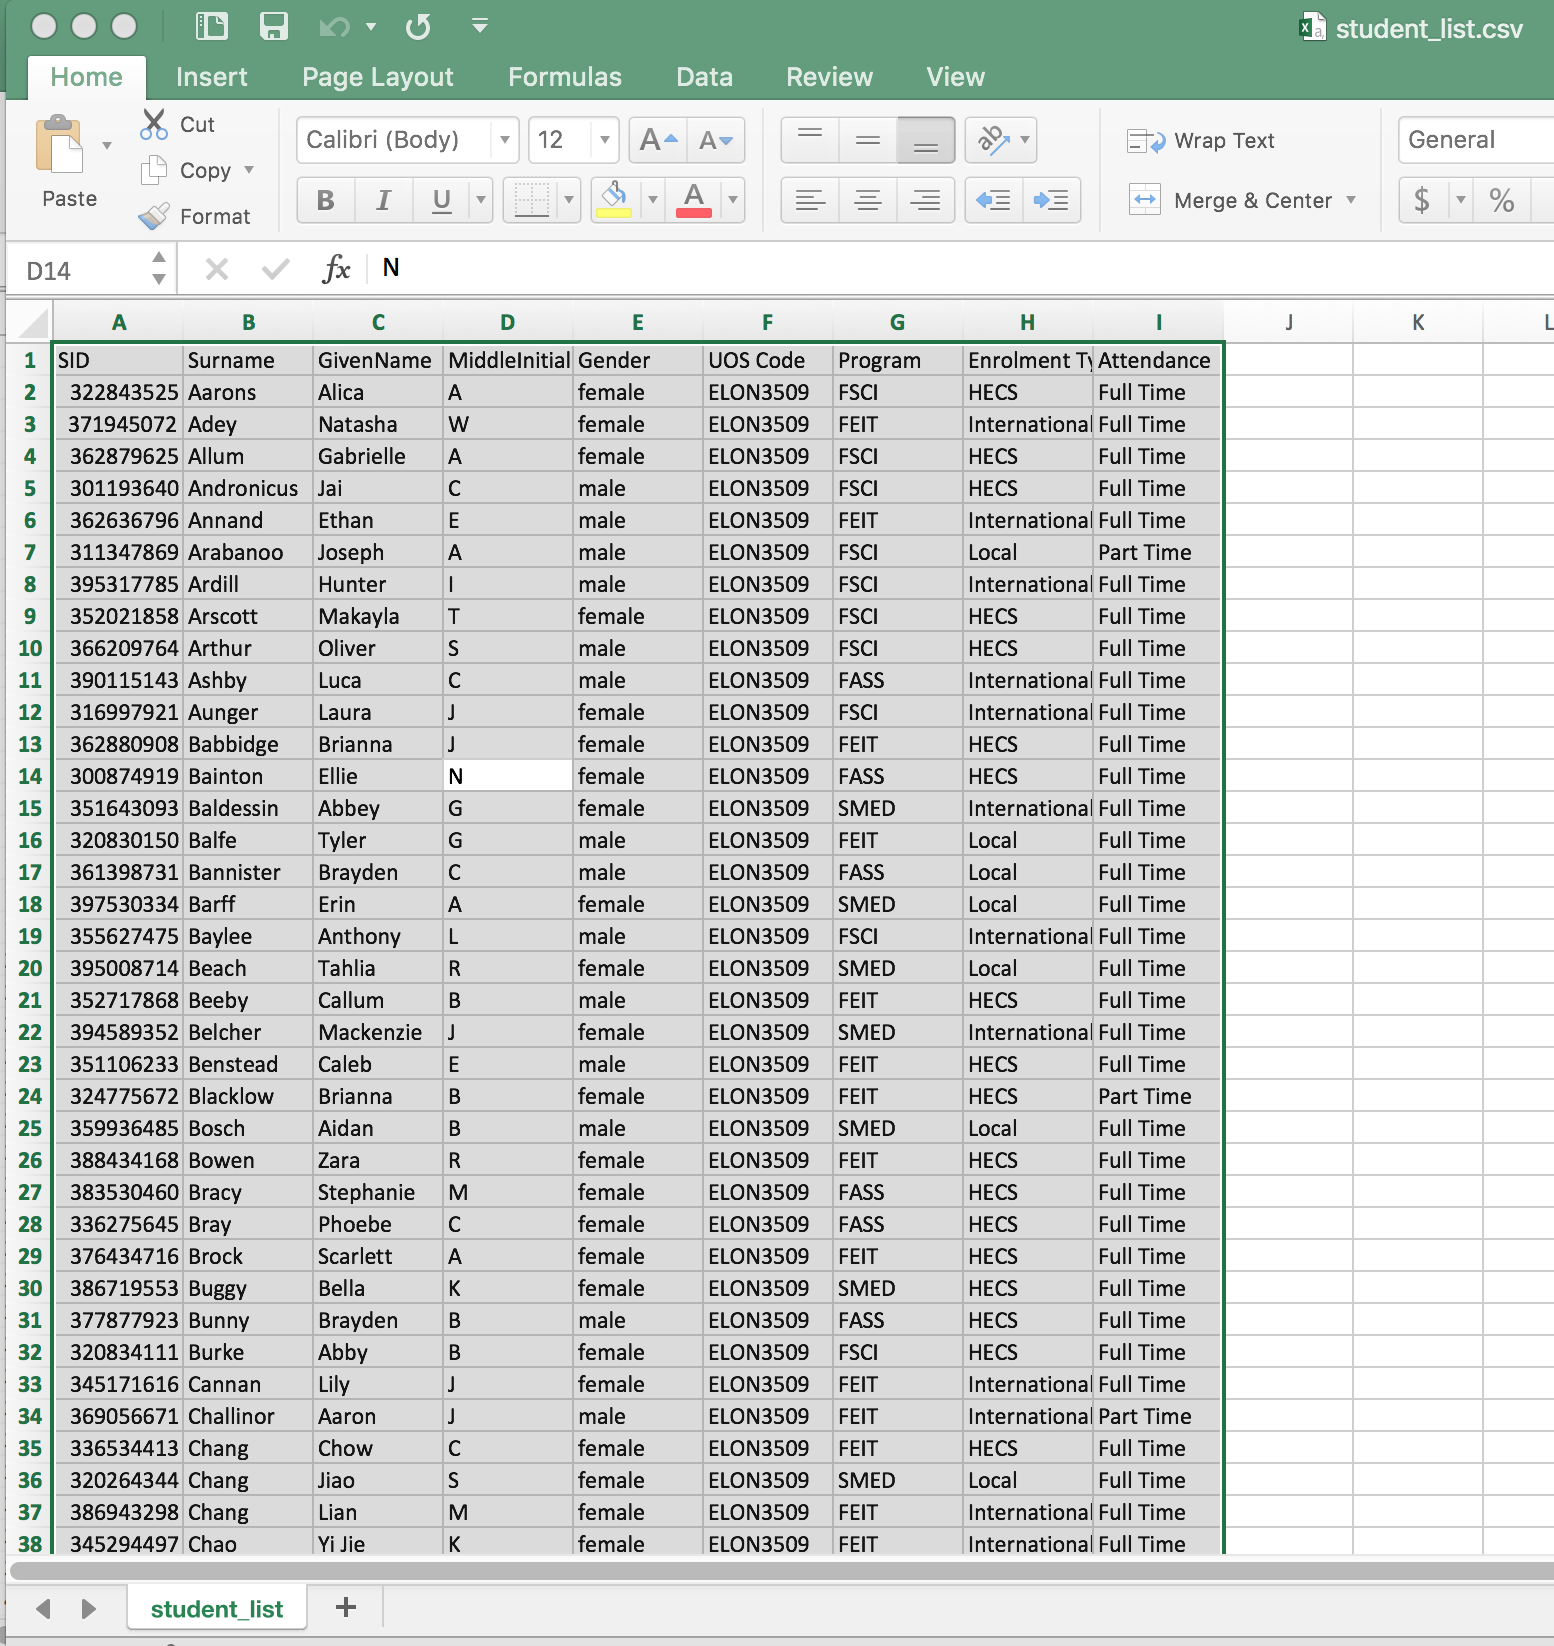 student_list.csv
Home Insert Page Layout Formulas Data Review View
Paste Cut Copy Format Calibri (Body) 12 A A B I U A ab Wrap Text Merge & Center General $ %
D14 fx N
A B C D E F G H I J K L
1 SID Surname GivenName MiddleInitial Gender UOS Code Program Enrolment Ty Attendance
2 322843525 Aarons Alica A female ELON3509 FSCI HECS Full Time
3 371945072 Adey Natasha W female ELON3509 FEIT International Full Time
4 362879625 Allum Gabrielle A female ELON3509 FSCI HECS Full Time
5 301193640 Andronicus Jai C male ELON3509 FSCI HECS Full Time
6 362636796 Annand Ethan E male ELON3509 FEIT International Full Time
7 311347869 Arabanoo Joseph A male ELON3509 FSCI Local Part Time
8 395317785 Ardill Hunter I male ELON3509 FSCI International Full Time
9 352021858 Arscott Makayla T female ELON3509 FSCI HECS Full Time
10 366209764 Arthur Oliver S male ELON3509 FSCI HECS Full Time
11 390115143 Ashby Luca C male ELON3509 FASS International Full Time
12 316997921 Aunger Laura J female ELON3509 FSCI International Full Time
13 362880908 Babbidge Brianna J female ELON3509 FEIT HECS Full Time
14 300874919 Bainton Ellie N female ELON3509 FASS HECS Full Time
15 351643093 Baldessin Abbey G female ELON3509 SMED International Full Time
16 320830150 Balfe Tyler G male ELON3509 FEIT Local Full Time
17 361398731 Bannister Brayden C male ELON3509 FASS Local Full Time
18 397530334 Barff Erin A female ELON3509 SMED Local Full Time
19 355627475 Baylee Anthony L male ELON3509 FSCI International Full Time
20 395008714 Beach Tahlia R female ELON3509 SMED Local Full Time
21 352717868 Beeby Callum B male ELON3509 FEIT HECS Full Time
22 394589352 Belcher Mackenzie J female ELON3509 SMED International Full Time
23 351106233 Benstead Caleb E male ELON3509 FEIT HECS Full Time
24 324775672 Blacklow Brianna B female ELON3509 FEIT HECS Part Time
25 359936485 Bosch Aidan B male ELON3509 SMED Local Full Time
26 388434168 Bowen Zara R female ELON3509 FEIT HECS Full Time
27 383530460 Bracy Stephanie M female ELON3509 FASS HECS Full Time
28 336275645 Bray Phoebe C female ELON3509 FASS HECS Full Time
29 376434716 Brock Scarlett A female ELON3509 FEIT HECS Full Time
30 386719553 Buggy Bella K female ELON3509 SMED HECS Full Time
31 377877923 Bunny Brayden B male ELON3509 FASS HECS Full Time
32 320834111 Burke Abby B female ELON3509 FSCI HECS Full Time
33 345171616 Cannan Lily J female ELON3509 FEIT International Full Time
34 369056671 Challinor Aaron J male ELON3509 FEIT International Part Time
35 336534413 Chang Chow C female ELON3509 FEIT HECS Full Time
36 320264344 Chang Jiao S female ELON3509 SMED Local Full Time
37 386943298 Chang Lian M female ELON3509 FEIT International Full Time
38 345294497 Chao Yi Jie K female ELON3509 FEIT International Full Time
student_list +